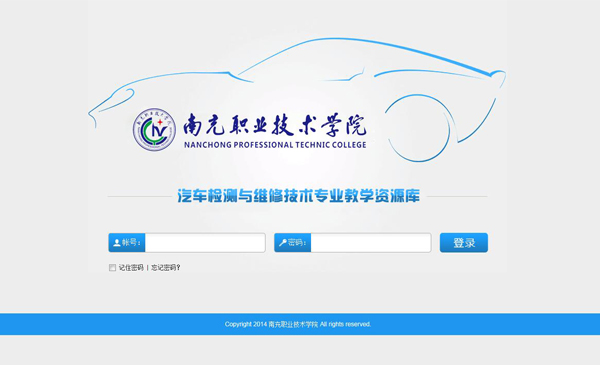 南充职业技术学院
NANCHONG PROFESSIONAL TECHNIC COLLEGE
汽车检测与维修技术专业教学资源库
帐号：
密码：
登录
记住密码 | 忘记密码?
Copyright 2014 南充职业技术学院 All rights reserved.